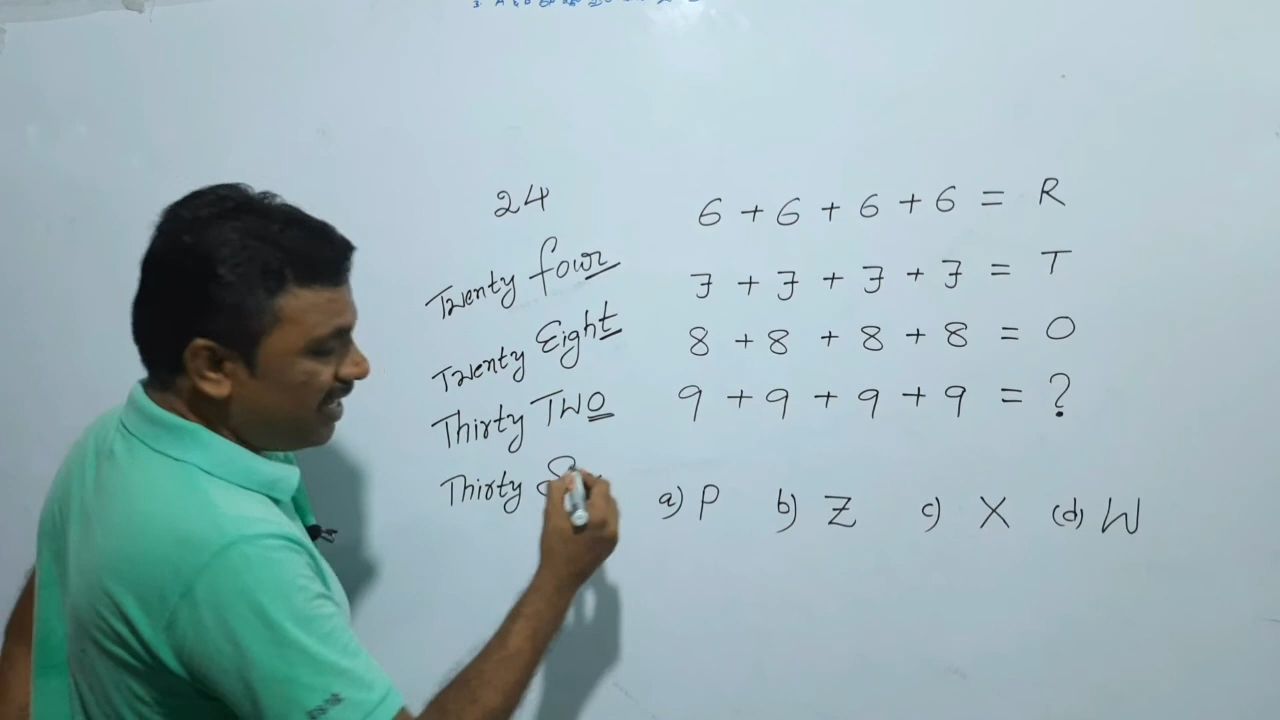 24
Twenty four
Twenty Eight
Thirty TWO
Thirty S
6 + 6 + 6 + 6 = R
7 + 7 + 7 + 7 = T
8 + 8 + 8 + 8 = O
9 + 9 + 9 + 9 = ?
a) P b) Z c) X (d) W